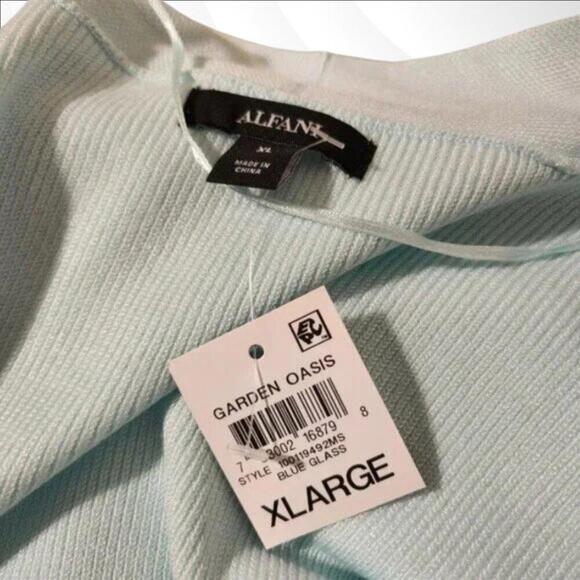 ALFANI
XL
MADE IN
CHINA
GARDEN OASIS
7 3002 16879 8
STYLE 100119492MS
BLUE GLASS
XLARGE